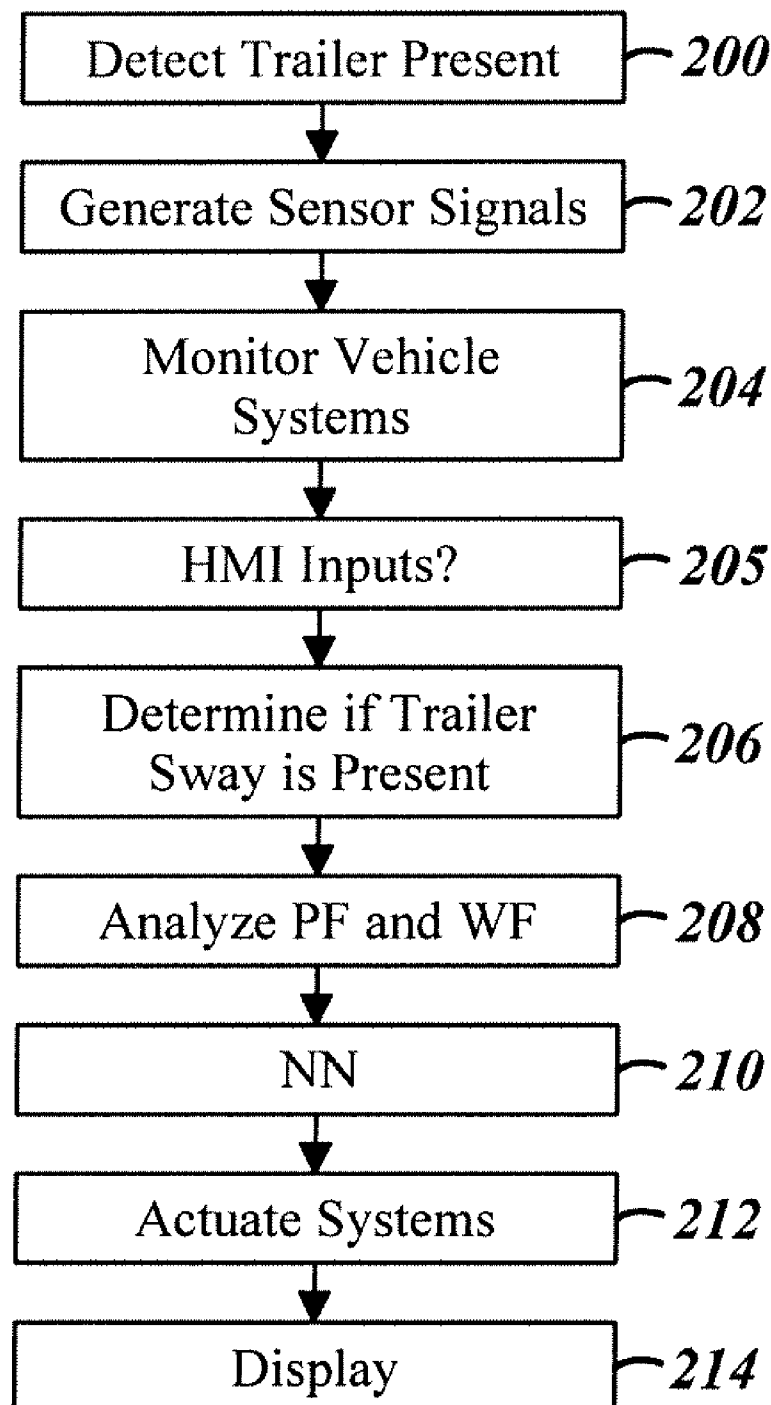 Detect Trailer Present 200
Generate Sensor Signals 202
Monitor Vehicle
Systems 204
HMI Inputs? 205
Determine if Trailer
Sway is Present 206
Analyze PF and WF 208
NN 210
Actuate Systems 212
Display 214